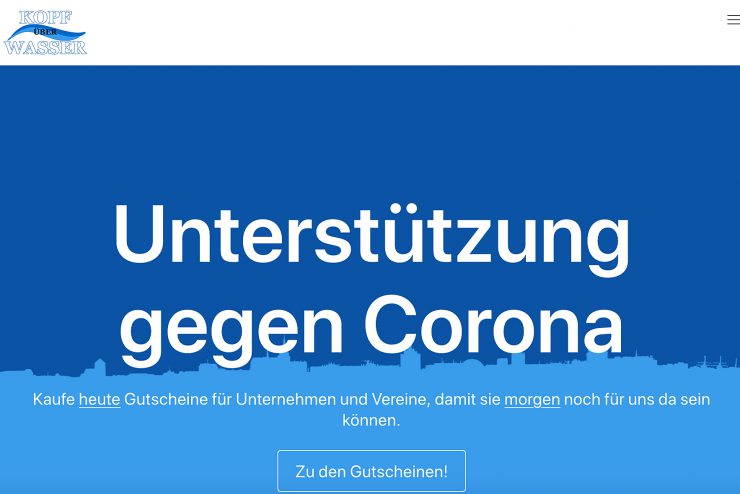 KOPF
ÜBER
WASSER
Unterstützung
gegen Corona
Kaufe heute Gutscheine für Unternehmen und Vereine, damit sie morgen noch für uns da sein
können.
Zu den Gutscheinen!